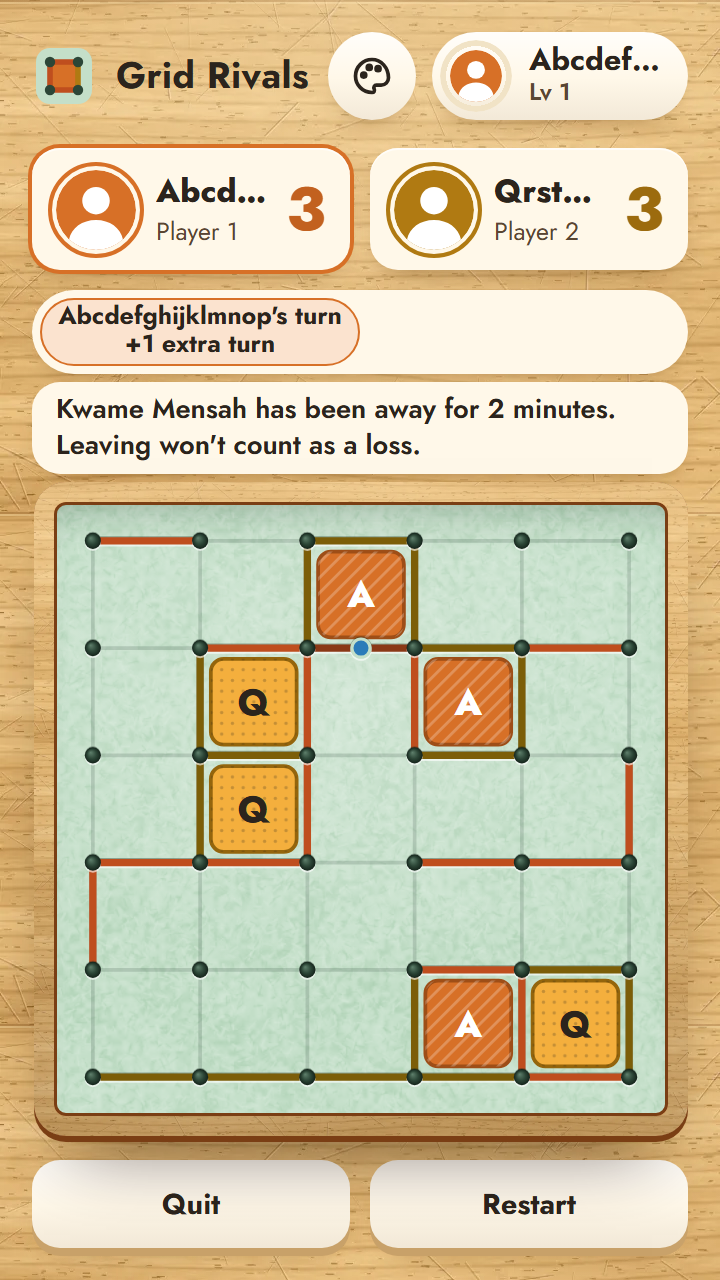 Grid Rivals
Abcdef...
Lv 1
Abcd...
Player 1
3
Qrst...
Player 2
3
Abcdefghijklmnop's turn
+1 extra turn
Kwame Mensah has been away for 2 minutes.
Leaving won't count as a loss.
A
Q
A
Q
A
Q
Quit
Restart